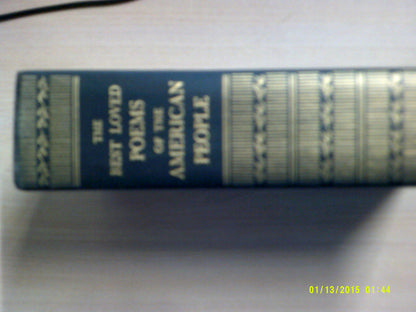 THE
BEST LOVED
POEMS
OF THE
AMERICAN
PEOPLE
01/13/2015 01:44